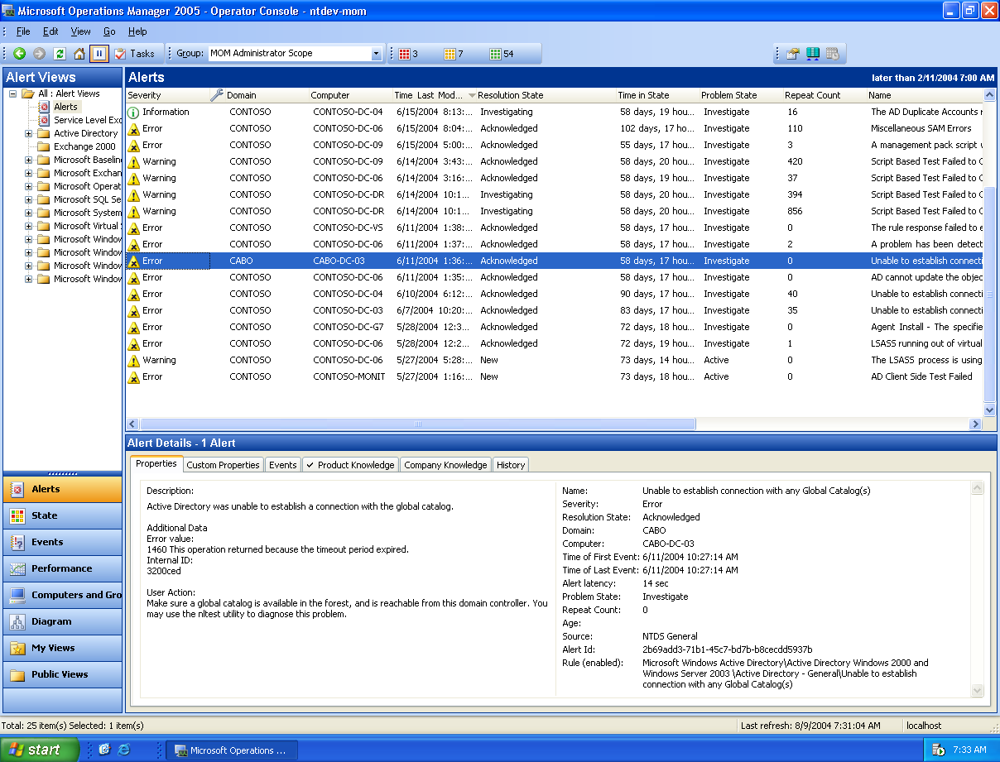 Microsoft Operations Manager 2005 - Operator Console - ntdev-mom
File Edit View Go Help
Tasks Group: MOM Administrator Scope 3 7 54
Alert Views
All : Alert Views
Alerts
Service Level Exc
Active Directory
Exchange 2000
Microsoft Baseline
Microsoft Exchan
Microsoft Operat
Microsoft SQL Se
Microsoft System
Microsoft Virtual
Microsoft Window
Microsoft Window
Microsoft Window
Microsoft Window
Alerts
State
Events
Performance
Computers and Gro
Diagram
My Views
Public Views
Alerts later than 2/11/2004 7:00 AM
Severity Domain Computer Time Last Mod... Resolution State Time in State Problem State Repeat Count Name
Information CONTOSO CONTOSO-DC-04 6/15/2004 8:13:... Investigating 58 days, 19 hou... Investigate 16 The AD Duplicate Accounts r
Error CONTOSO CONTOSO-DC-06 6/15/2004 8:04:... Acknowledged 102 days, 17 ho... Investigate 110 Miscellaneous SAM Errors
Error CONTOSO CONTOSO-DC-09 6/15/2004 5:00:... Acknowledged 55 days, 17 hou... Investigate 3 A management pack script
Warning CONTOSO CONTOSO-DC-09 6/14/2004 3:43:... Acknowledged 58 days, 20 hou... Investigate 420 Script Based Test Failed to C
Warning CONTOSO CONTOSO-DC-06 6/14/2004 3:16:... Acknowledged 58 days, 19 hou... Investigate 37 Script Based Test Failed to C
Warning CONTOSO CONTOSO-DC-DR 6/14/2004 10:1... Investigating 58 days, 20 hou... Investigate 394 Script Based Test Failed to C
Warning CONTOSO CONTOSO-DC-DR 6/14/2004 10:1... Investigating 58 days, 20 hou... Investigate 856 Script Based Test Failed to C
Error CONTOSO CONTOSO-DC-VS 6/11/2004 1:38:... Acknowledged 58 days, 17 hou... Investigate 0 The rule response failed to e
Error CONTOSO CONTOSO-DC-06 6/11/2004 1:37:... Acknowledged 58 days, 17 hou... Investigate 2 A problem has been detect
Error CABO CABO-DC-03 6/11/2004 1:36:... Acknowledged 58 days, 17 hou... Investigate 0 Unable to establish connecti
Error CONTOSO CONTOSO-DC-06 6/11/2004 1:35:... Acknowledged 58 days, 17 hou... Investigate 0 AD cannot update the objec
Error CONTOSO CONTOSO-DC-04 6/10/2004 6:12:... Acknowledged 90 days, 17 hou... Investigate 40 Unable to establish connecti
Error CONTOSO CONTOSO-DC-03 6/7/2004 10:20:... Acknowledged 83 days, 17 hou... Investigate 35 Unable to establish connecti
Error CONTOSO CONTOSO-DC-G7 5/28/2004 12:3... Acknowledged 72 days, 18 hou... Investigate 0 Agent Install - The specifie
Error CONTOSO CONTOSO-DC-06 5/28/2004 12:2... Acknowledged 72 days, 19 hou... Investigate 1 LSASS running out of virtual
Warning CONTOSO CONTOSO-DC-06 5/27/2004 5:28:... New 73 days, 14 hou... Active 0 The LSASS process is using
Error CONTOSO CONTOSO-MONIT 5/27/2004 1:16:... New 73 days, 18 hou... Active 0 AD Client Side Test Failed
Alert Details - 1 Alert
Properties Custom Properties Events ✓ Product Knowledge Company Knowledge History
Description:
Active Directory was unable to establish a connection with the global catalog.
Additional Data
Error value:
1460 This operation returned because the timeout period expired.
Internal ID:
3200ced
User Action:
Make sure a global catalog is available in the forest, and is reachable from this domain controller. You
may use the nltest utility to diagnose this problem.
Name: Unable to establish connection with any Global Catalog(s)
Severity: Error
Resolution State: Acknowledged
Domain: CABO
Computer: CABO-DC-03
Time of First Event: 6/11/2004 10:27:14 AM
Time of Last Event: 6/11/2004 10:27:14 AM
Alert latency: 14 sec
Problem State: Investigate
Repeat Count: 0
Age:
Source: NTDS General
Alert Id: 2b69add3-71b1-45c7-bd7b-b8cecdd5937b
Rule (enabled): Microsoft Windows Active Directory\Active Directory Windows 2000 and
Windows Server 2003 \Active Directory - General\Unable to establish
connection with any Global Catalog(s)
Total: 25 item(s) Selected: 1 item(s) Last refresh: 8/9/2004 7:31:04 AM localhost
start Microsoft Operations ... 7:33 AM